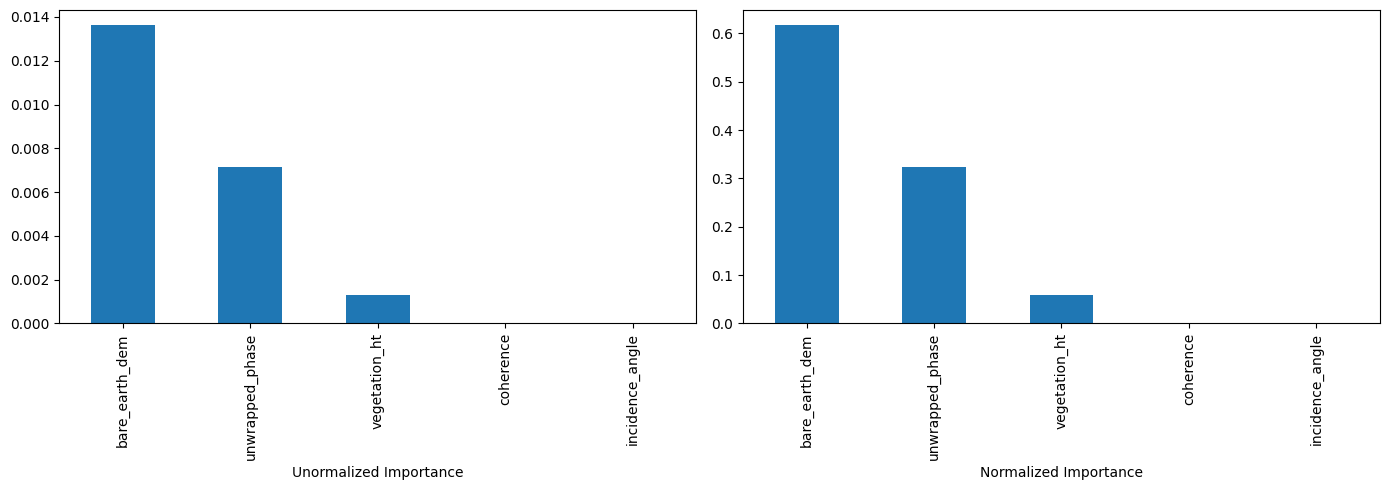 0.014
0.012
0.010
0.008
0.006
0.004
0.002
0.000
bare_earth_dem
unwrapped_phase
vegetation_ht
coherence
incidence_angle
Unormalized Importance
0.6
0.5
0.4
0.3
0.2
0.1
0.0
bare_earth_dem
unwrapped_phase
vegetation_ht
coherence
incidence_angle
Normalized Importance